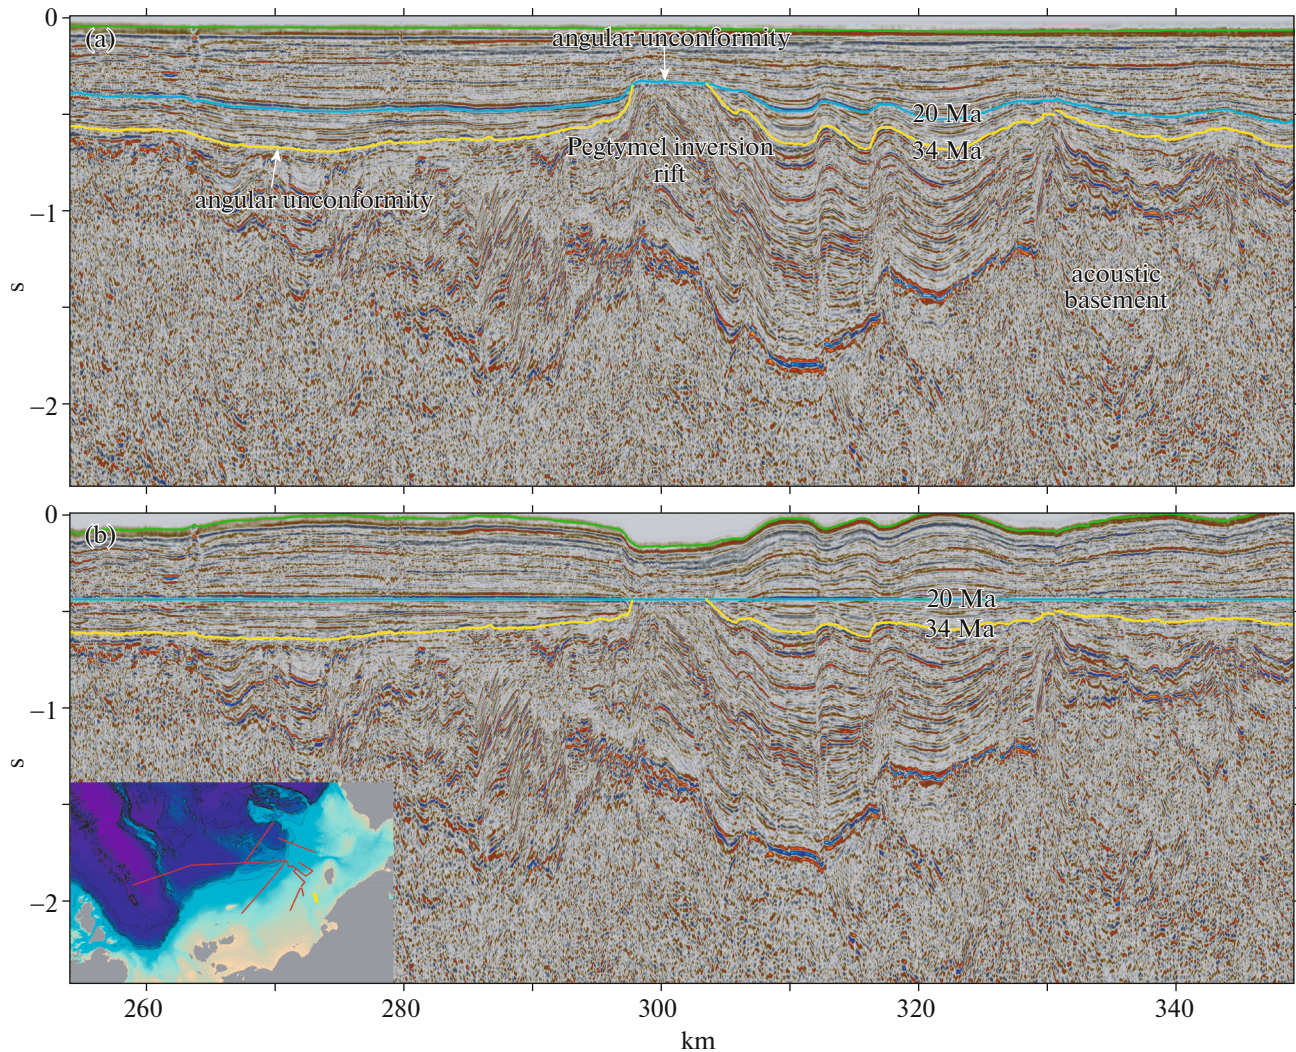 0
(a)
angular unconformity
20 Ma
34 Ma
Pegtymel inversion
rift
angular unconformity
−1
acoustic
basement
s
−2
0
(b)
20 Ma
34 Ma
−1
s
−2
260
280
300
320
340
km